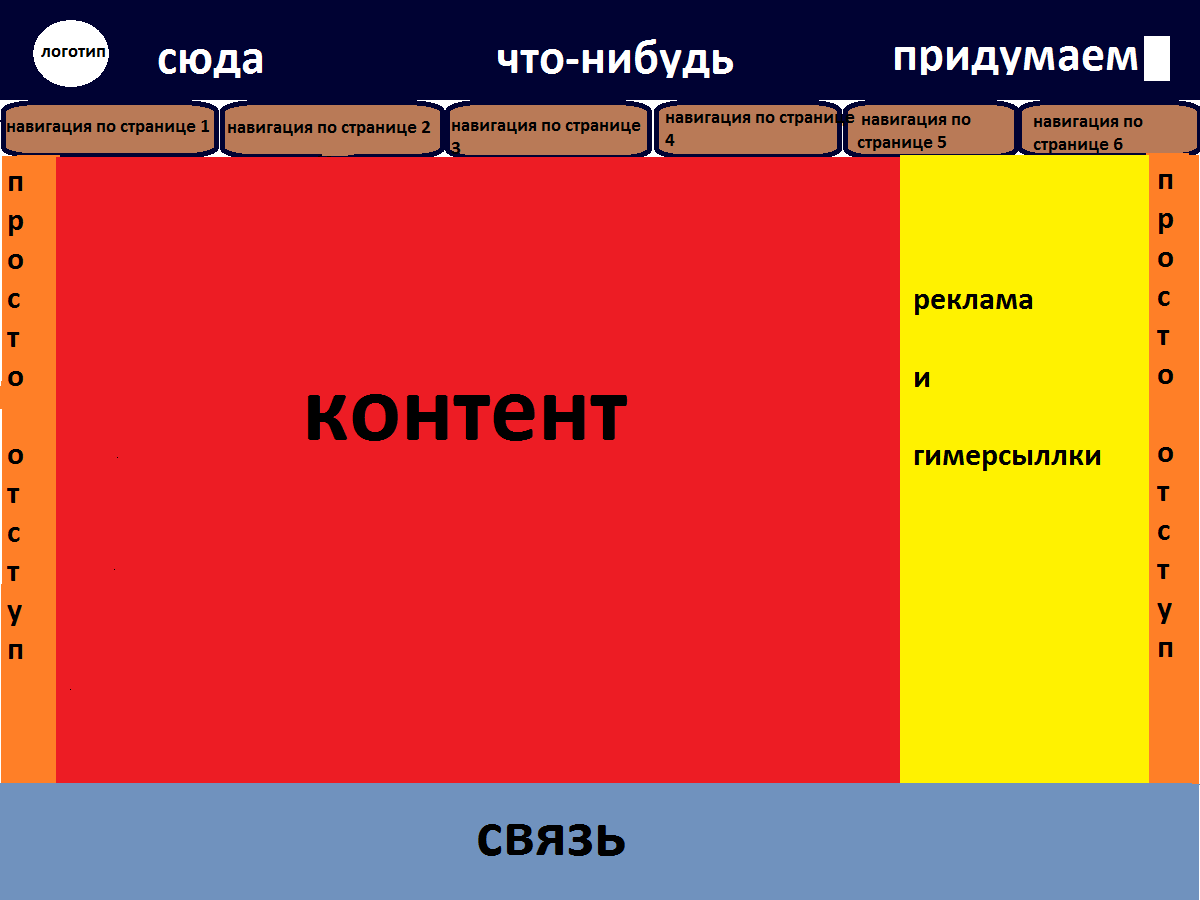 логотип
сюда что-нибудь придумаем
навигация по странице 1
навигация по странице 2
навигация по странице
3
навигация по странице
4
навигация по
странице 5
навигация по
странице 6
п
р
о
с
т
о
о
т
с
т
у
п
контент
реклама
и
гимерсыллки
п
р
о
с
т
о
о
т
с
т
у
п
связь